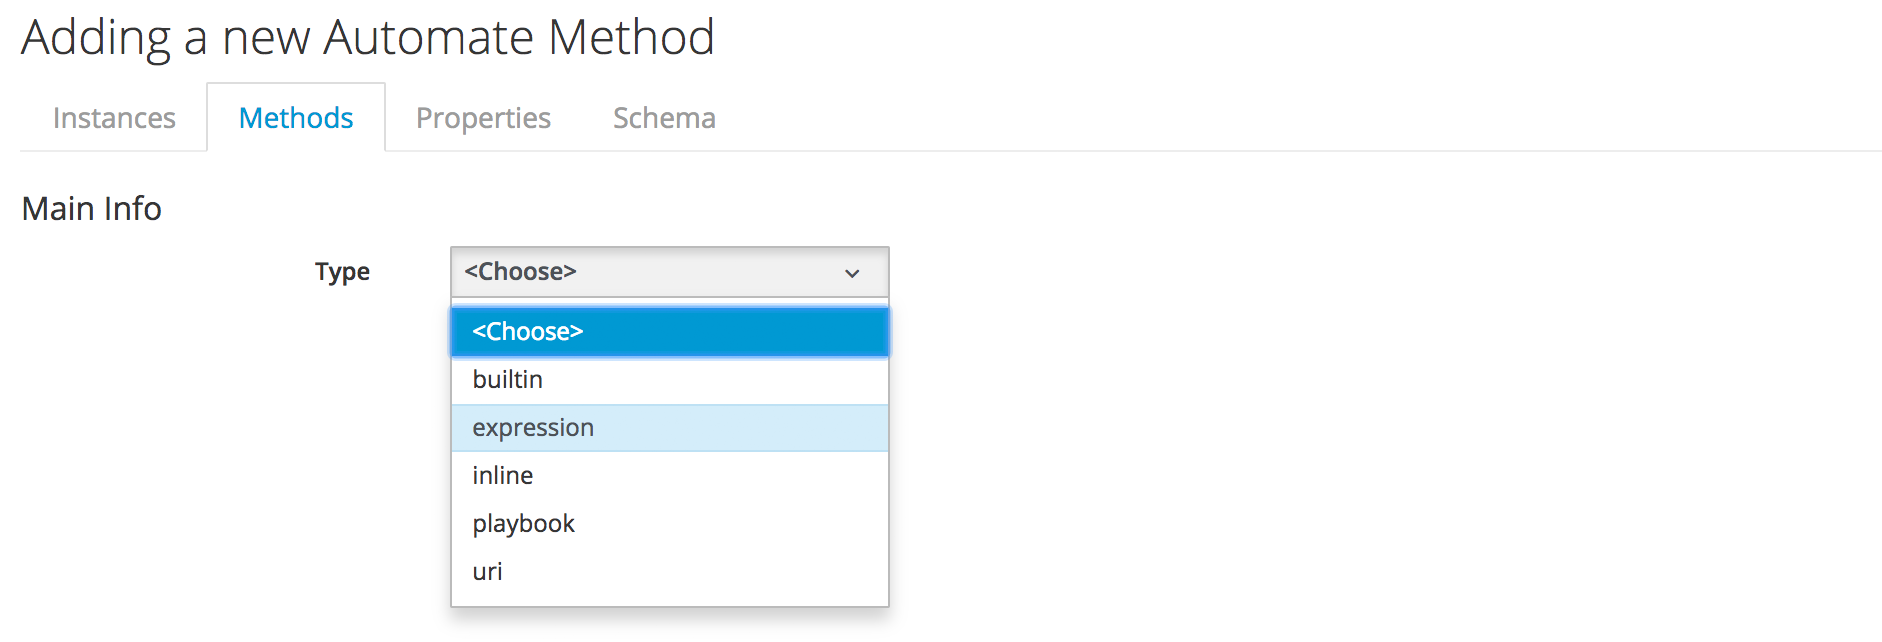 Adding a new Automate Method
Instances Methods Properties Schema
Main Info
Type <Choose>
<Choose>
builtin
expression
inline
playbook
uri